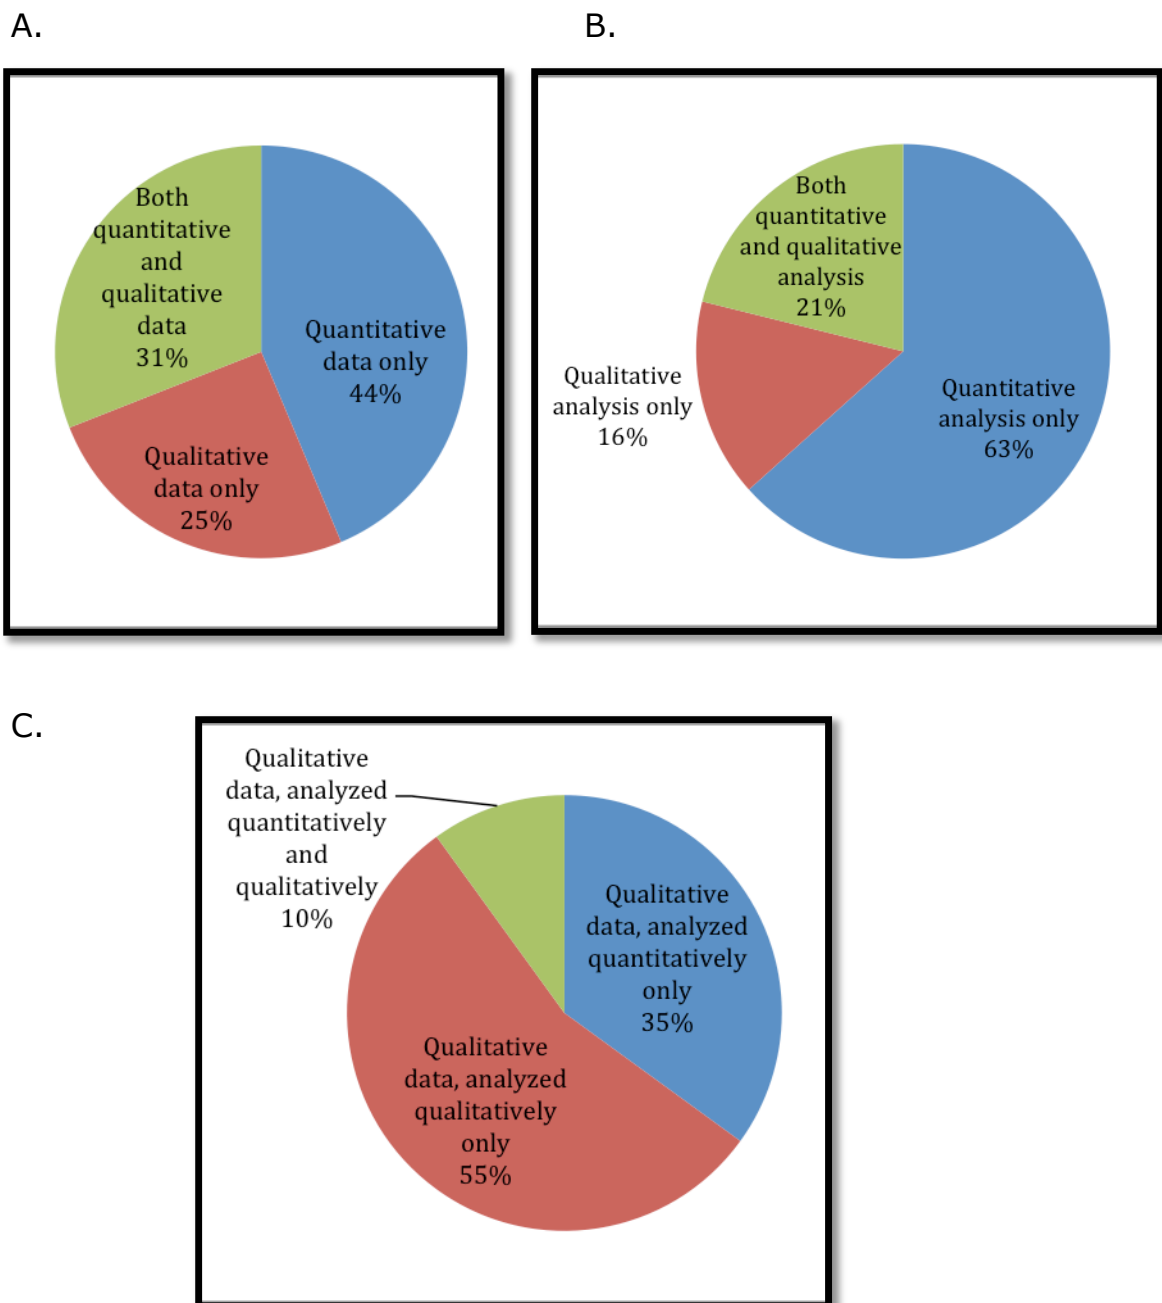 A.
Both
quantitative
and
qualitative
data
31%
Quantitative
data only
44%
Qualitative
data only
25%
B.
Both
quantitative
and qualitative
analysis
21%
Qualitative
analysis only
16%
Quantitative
analysis only
63%
C.
Qualitative
data, analyzed
quantitatively
and
qualitatively
10%
Qualitative
data, analyzed
quantitatively
only
35%
Qualitative
data, analyzed
qualitatively
only
55%